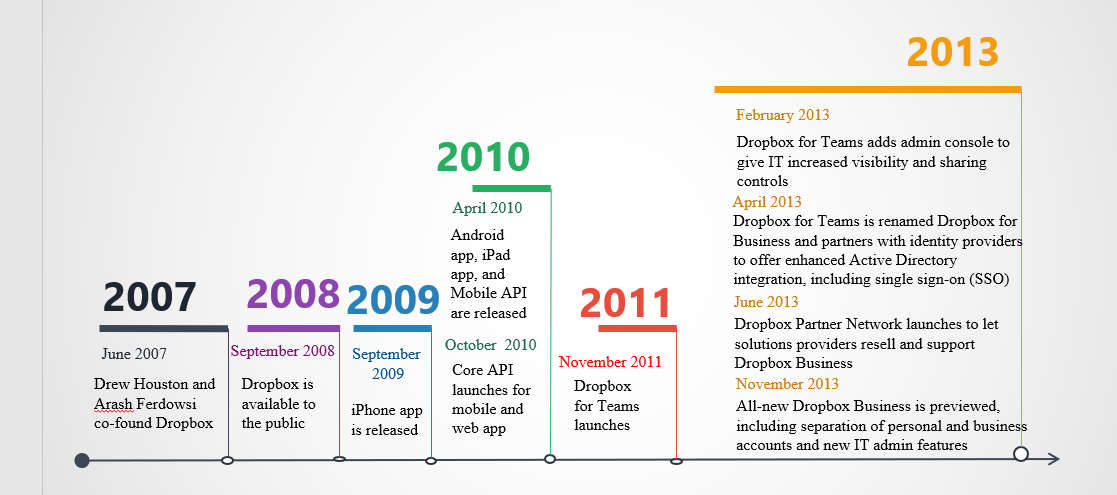 2007
June 2007
Drew Houston and
Arash Ferdowsi
co-found Dropbox
2008
September 2008
Dropbox is
available to
the public
2009
September
2009
iPhone app
is released
2010
April 2010
Android
app, iPad
app, and
Mobile API
are released
October  2010
Core API
launches for
mobile and
web app
2011
November 2011
Dropbox
for Teams
launches
2013
February 2013
Dropbox for Teams adds admin console to
give IT increased visibility and sharing
controls
April 2013
Dropbox for Teams is renamed Dropbox for
Business and partners with identity providers
to offer enhanced Active Directory
integration, including single sign-on (SSO)
June 2013
Dropbox Partner Network launches to let
solutions providers resell and support
Dropbox Business
November 2013
All-new Dropbox Business is previewed,
including separation of personal and business
accounts and new IT admin features